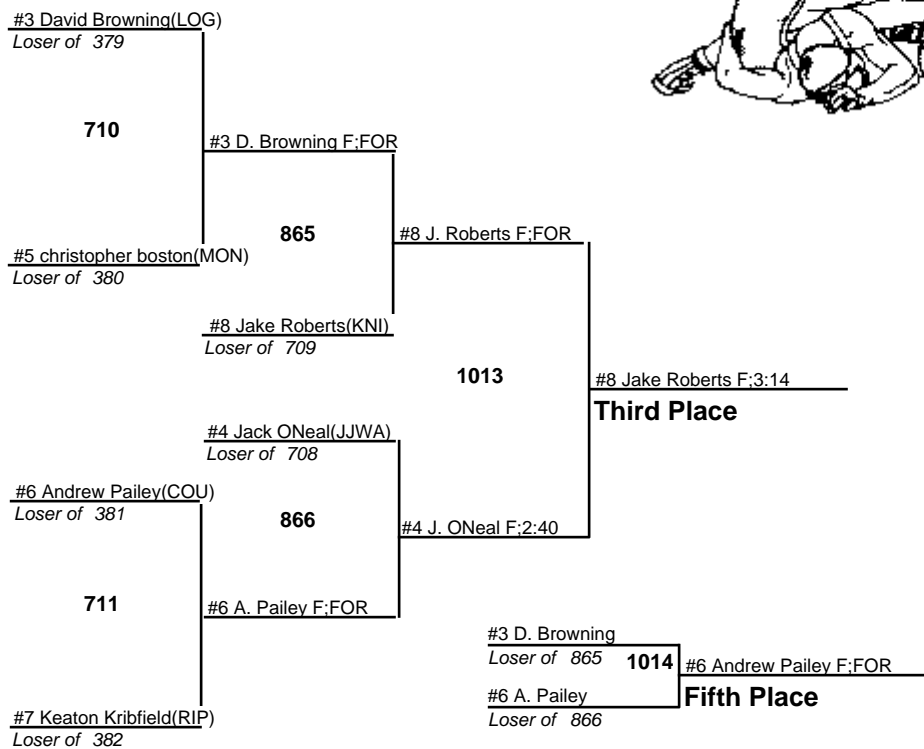 #3 David Browning(LOG)
Loser of 379
710
#3 D. Browning F;FOR
865
#8 J. Roberts F;FOR
#5 christopher boston(MON)
Loser of 380
#8 Jake Roberts(KNI)
Loser of 709
1013
#8 Jake Roberts F;3:14
Third Place
#4 Jack ONeal(JJWA)
Loser of 708
#6 Andrew Pailey(COU)
Loser of 381
866
#4 J. ONeal F;2:40
711
#6 A. Pailey F;FOR
#7 Keaton Kribfield(RIP)
Loser of 382
#3 D. Browning
Loser of 865
1014
#6 Andrew Pailey F;FOR
Fifth Place
#6 A. Pailey
Loser of 866